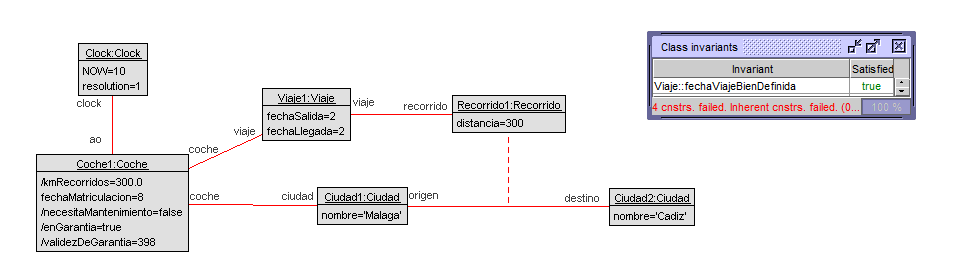 Clock:Clock
NOW=10
resolution=1
clock
ao
Coche1:Coche
/kmRecorridos=300.0
fechaMatriculacion=8
/necesitaMantenimiento=false
/enGarantia=true
/validezDeGarantia=398
coche
viaje
Viaje1:Viaje
fechaSalida=2
fechaLlegada=2
viaje
recorrido
Recorrido1:Recorrido
distancia=300
coche
ciudad
Ciudad1:Ciudad
nombre='Malaga'
origen
destino
Ciudad2:Ciudad
nombre='Cadiz'
Class invariants
Invariant Satisfied
Viaje::fechaViajeBienDefinida true
4 cnstrs. failed. Inherent cnstrs. failed. (0... 100 %